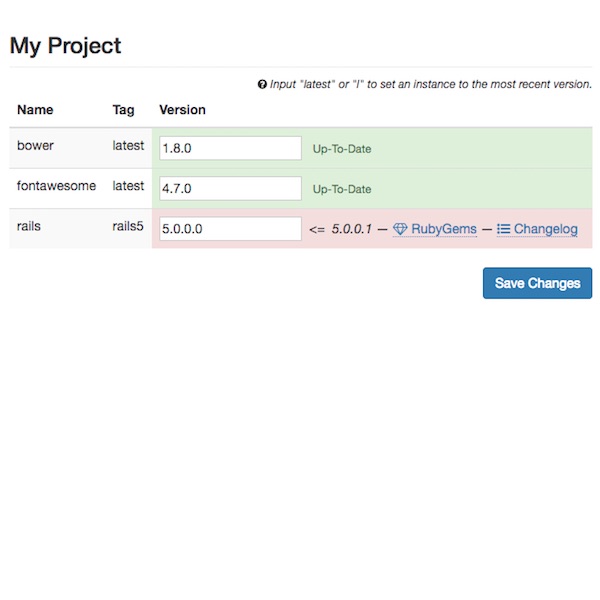 My Project
Input "latest" or "l" to set an instance to the most recent version.
Name Tag Version
bower latest 1.8.0 Up-To-Date
fontawesome latest 4.7.0 Up-To-Date
rails rails5 5.0.0.0 <= 5.0.0.1 — RubyGems — Changelog
Save Changes